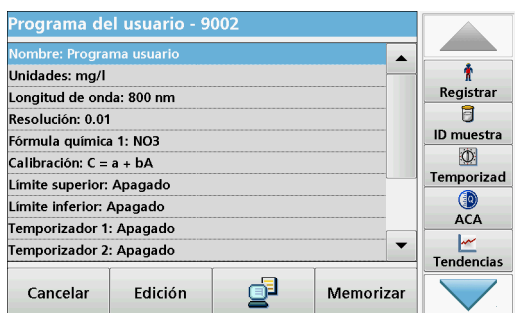 Programa del usuario - 9002
Nombre: Programa usuario
Unidades: mg/l
Longitud de onda: 800 nm
Resolución: 0.01
Fórmula química 1: NO3
Calibración: C = a + bA
Límite superior: Apagado
Límite inferior: Apagado
Temporizador 1: Apagado
Temporizador 2: Apagado
Cancelar
Edición
Memorizar
Registrar
ID muestra
Temporizad
ACA
Tendencias